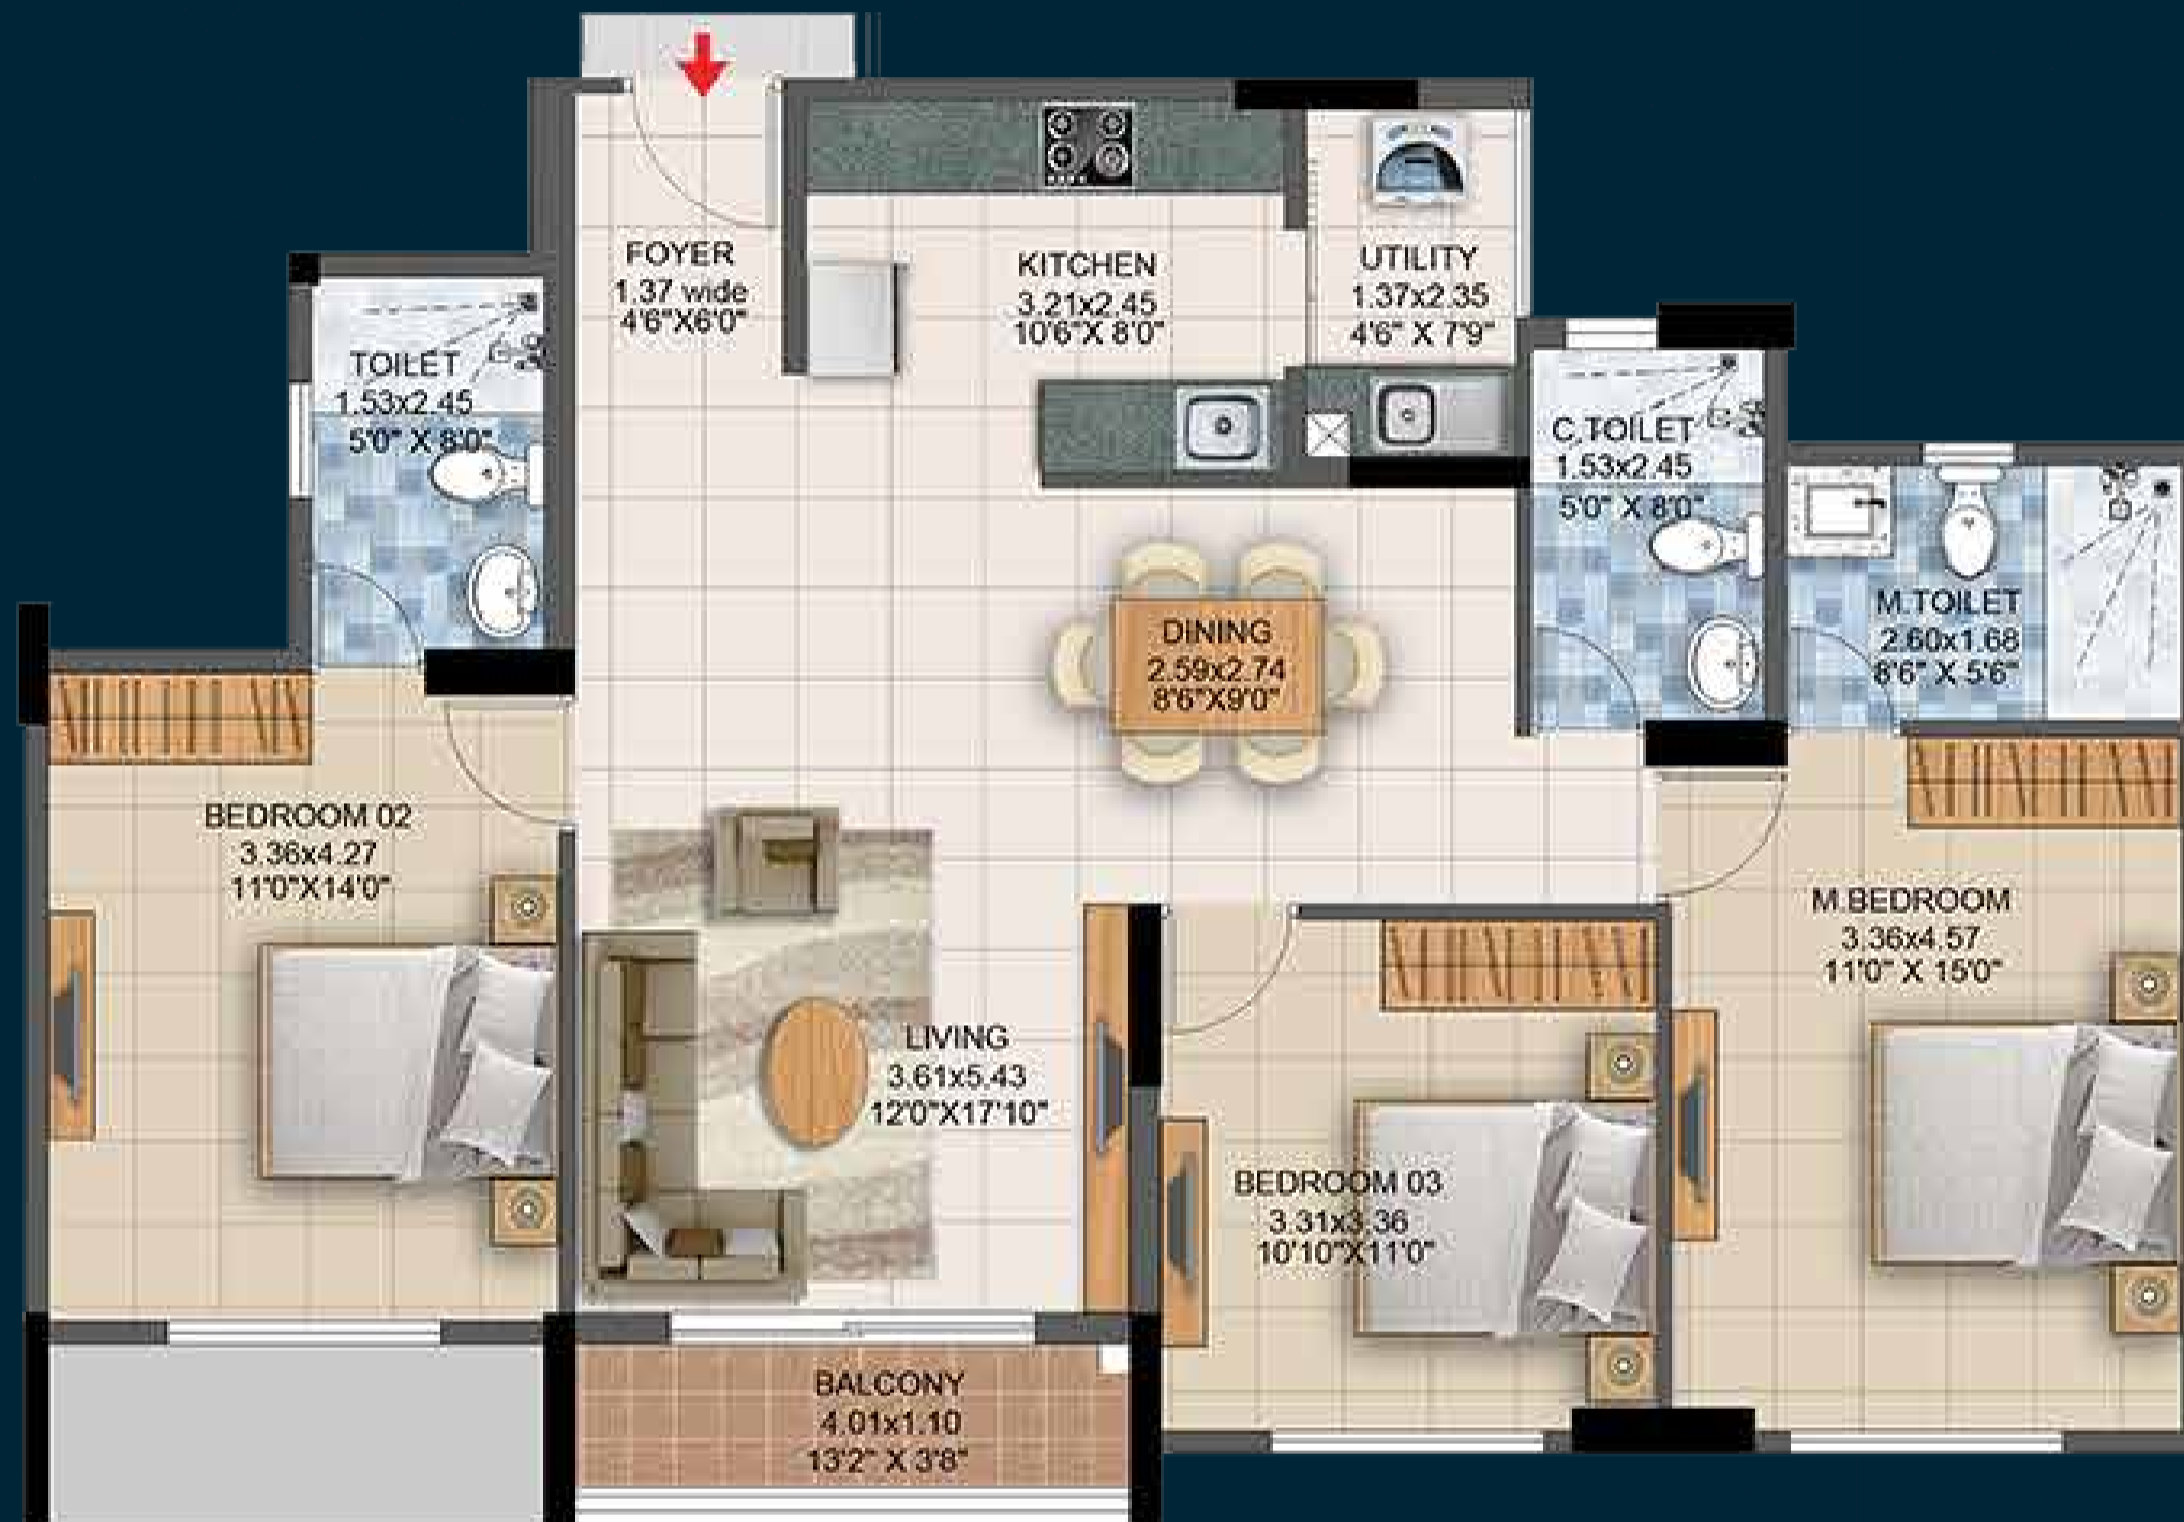 FOYER
1.37 wide
4'6"X6'0"
KITCHEN
3.21x2.45
10'6"X 8'0"
UTILITY
1.37x2.35
4'6" X 7'9"
TOILET
1.53x2.45
5'0" X 8'0"
C.TOILET
1.53x2.45
5'0" X 8'0"
M.TOILET
2.60x1.68
8'6" X 5'6"
DINING
2.59x2.74
8'6"X9'0"
BEDROOM 02
3.36x4.27
11'0"X14'0"
M.BEDROOM
3.36x4.57
11'0" X 15'0"
LIVING
3.61x5.43
12'0"X17'10"
BEDROOM 03
3.31x3.36
10'10"X11'0"
BALCONY
4.01x1.10
13'2" X 3'8"